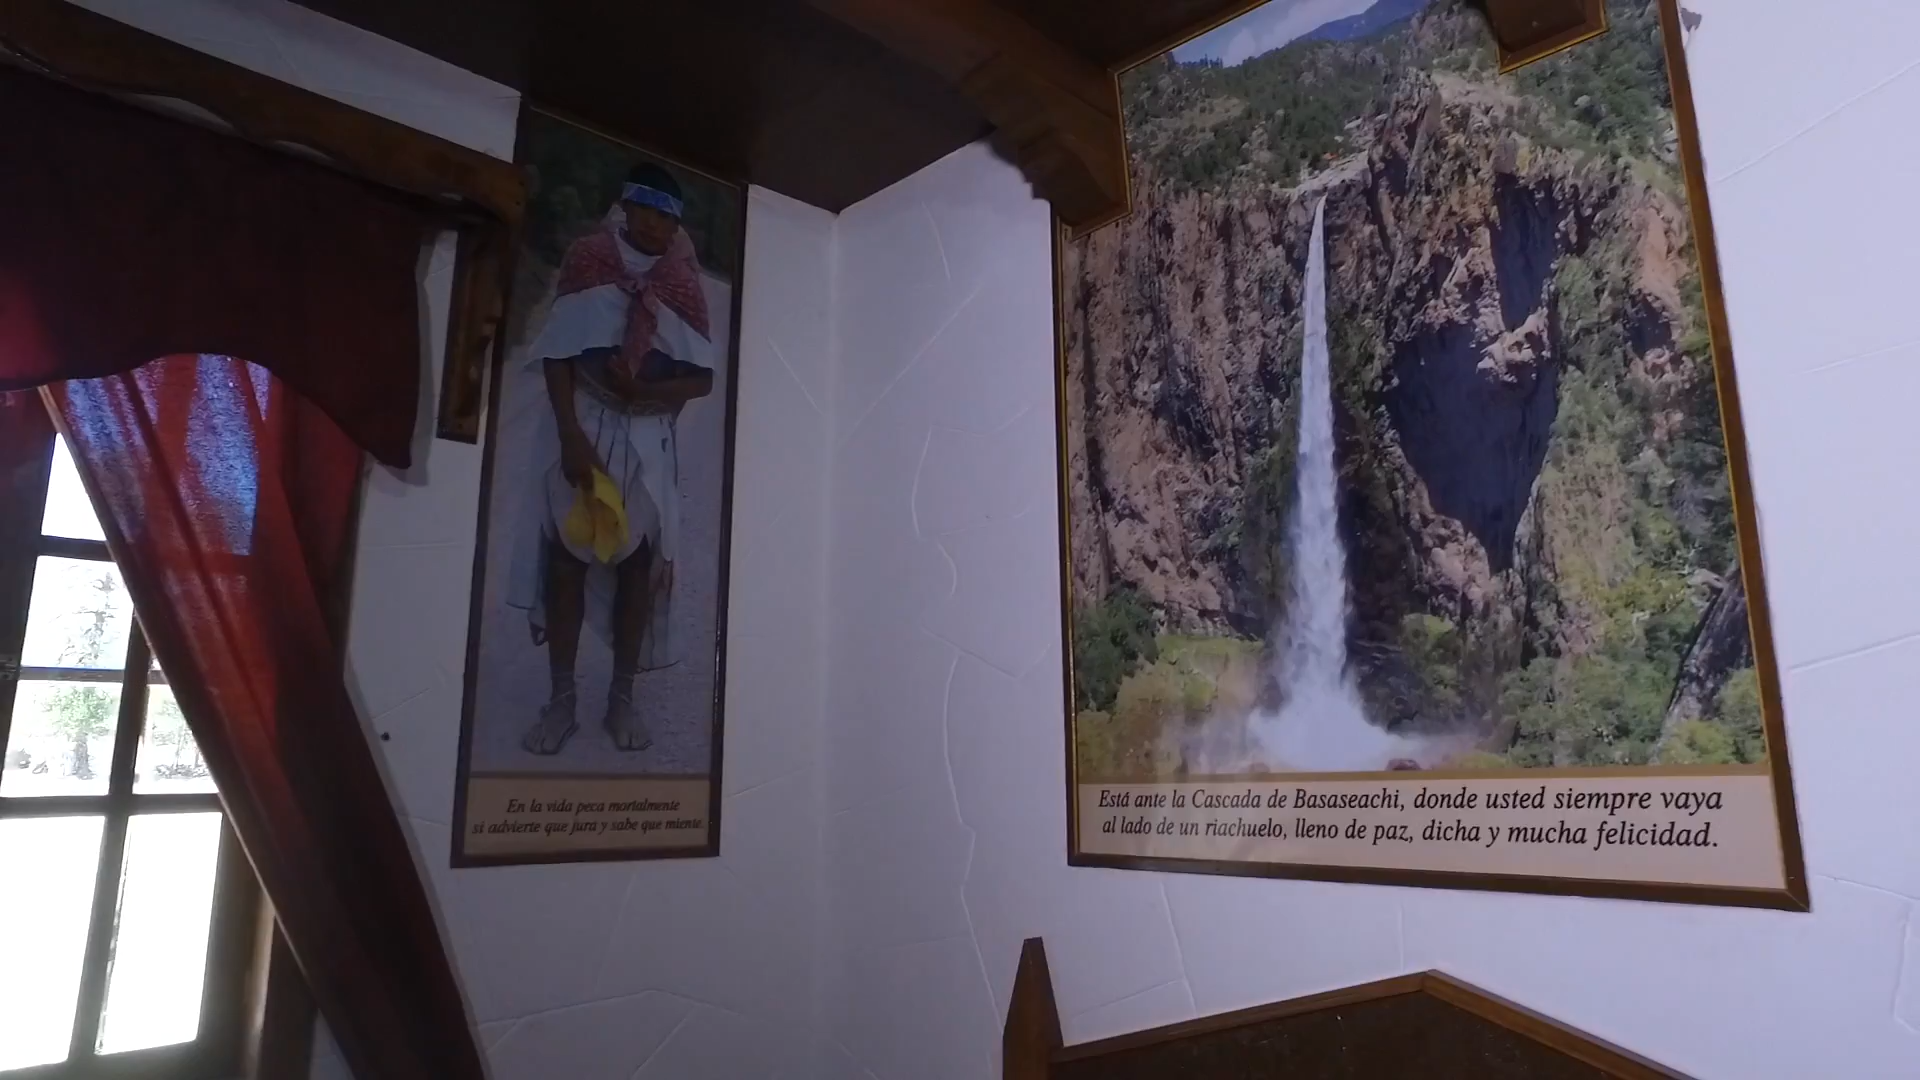 En la vida peca mortalmente
si advierte que jura y sabe que miente.
Está ante la Cascada de Basaseachi, donde usted siempre vaya
al lado de un riachuelo, lleno de paz, dicha y mucha felicidad.